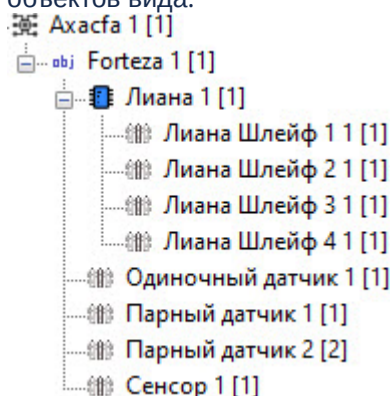 объектов вида:
Axacfa 1 [1]
obj Forteza 1 [1]
Лиана 1 [1]
Лиана Шлейф 1 1 [1]
Лиана Шлейф 2 1 [1]
Лиана Шлейф 3 1 [1]
Лиана Шлейф 4 1 [1]
Одиночный датчик 1 [1]
Парный датчик 1 [1]
Парный датчик 2 [2]
Сенсор 1 [1]